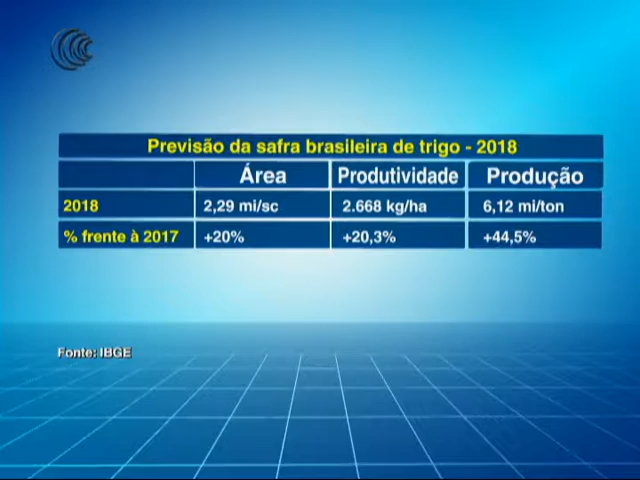 Previsão da safra brasileira de trigo - 2018
Área Produtividade Produção
2018 2,29 mi/sc 2.668 kg/ha 6,12 mi/ton
% frente à 2017 +20% +20,3% +44,5%
Fonte: IBGE